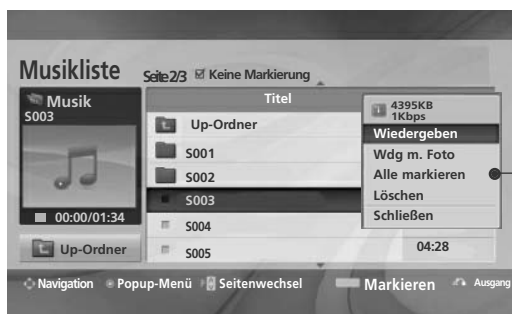 Musikliste
Seite 2/3 Keine Markierung
Musik
S003
00:00/01:34
Up-Ordner
Titel
Up-Ordner
S001
S002
S003
S004
S005
04:28
4395KB
1Kbps
Wiedergeben
Wdg m. Foto
Alle markieren
Löschen
Schließen
Navigation Popup-Menü Seitenwechsel Markieren Ausgang